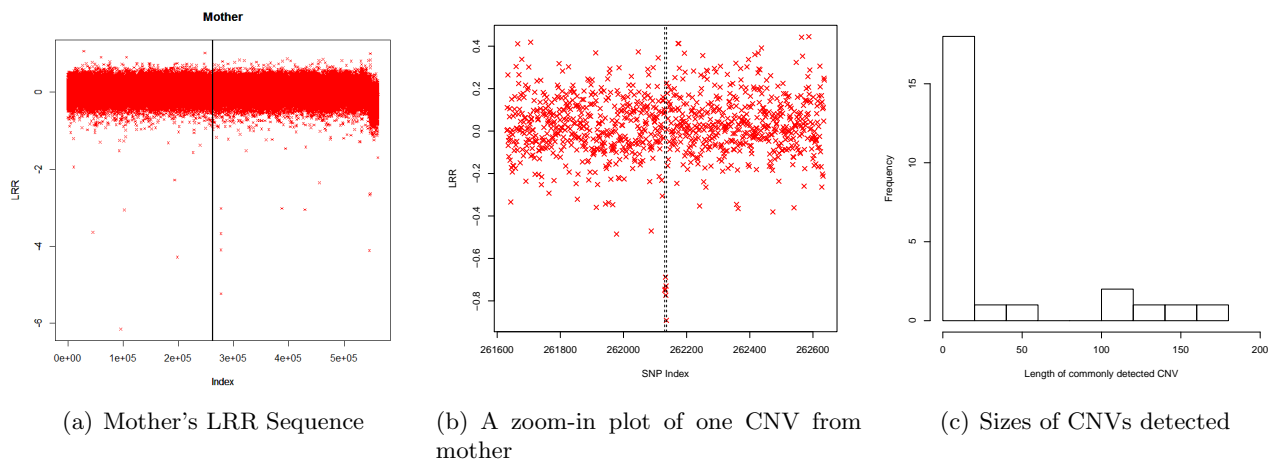 Mother
LRR
0
-2
-4
-6
0e+00 1e+05 2e+05 3e+05 4e+05 5e+05
Index
(a) Mother's LRR Sequence
LRR
0.4
0.2
0.0
-0.2
-0.4
-0.6
-0.8
261600 261800 262000 262200 262400 262600
SNP Index
(b) A zoom-in plot of one CNV from
mother
Frequency
15
10
5
0
0 50 100 150 200
Length of commonly detected CNV
(c) Sizes of CNVs detected